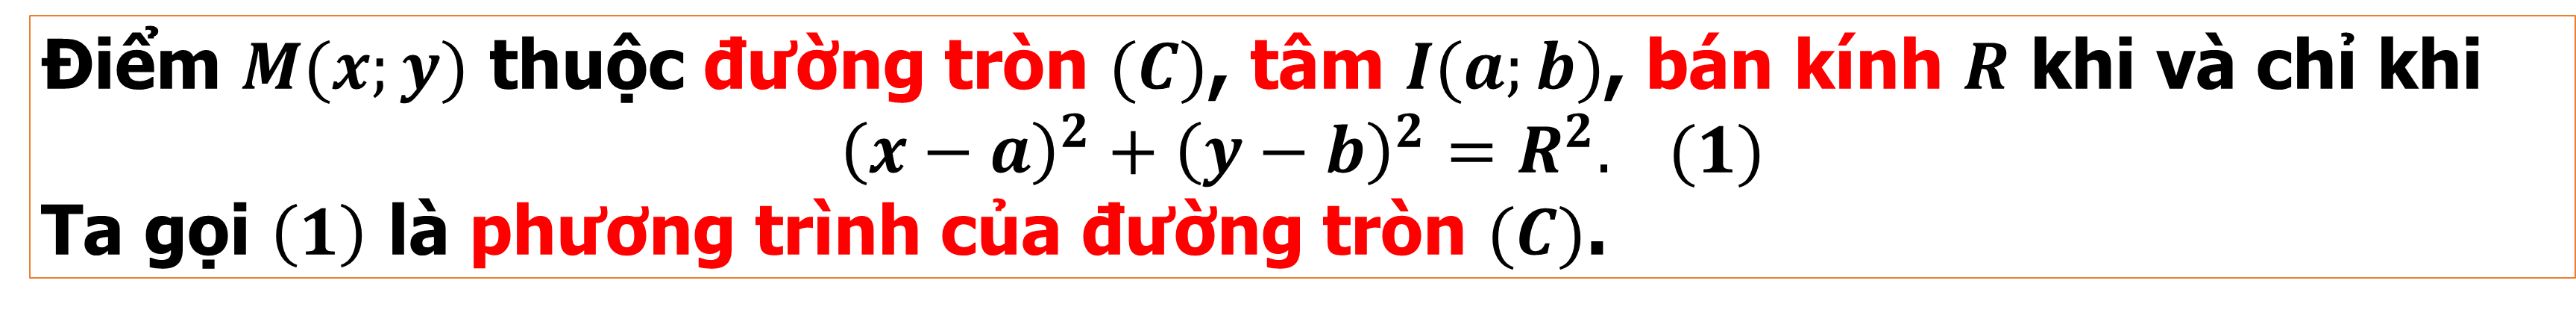 Điểm M(x; y) thuộc đường tròn (C), tâm I(a; b), bán kính R khi và chỉ khi
(x − a)² + (y − b)² = R². (1)
Ta gọi (1) là phương trình của đường tròn (C).